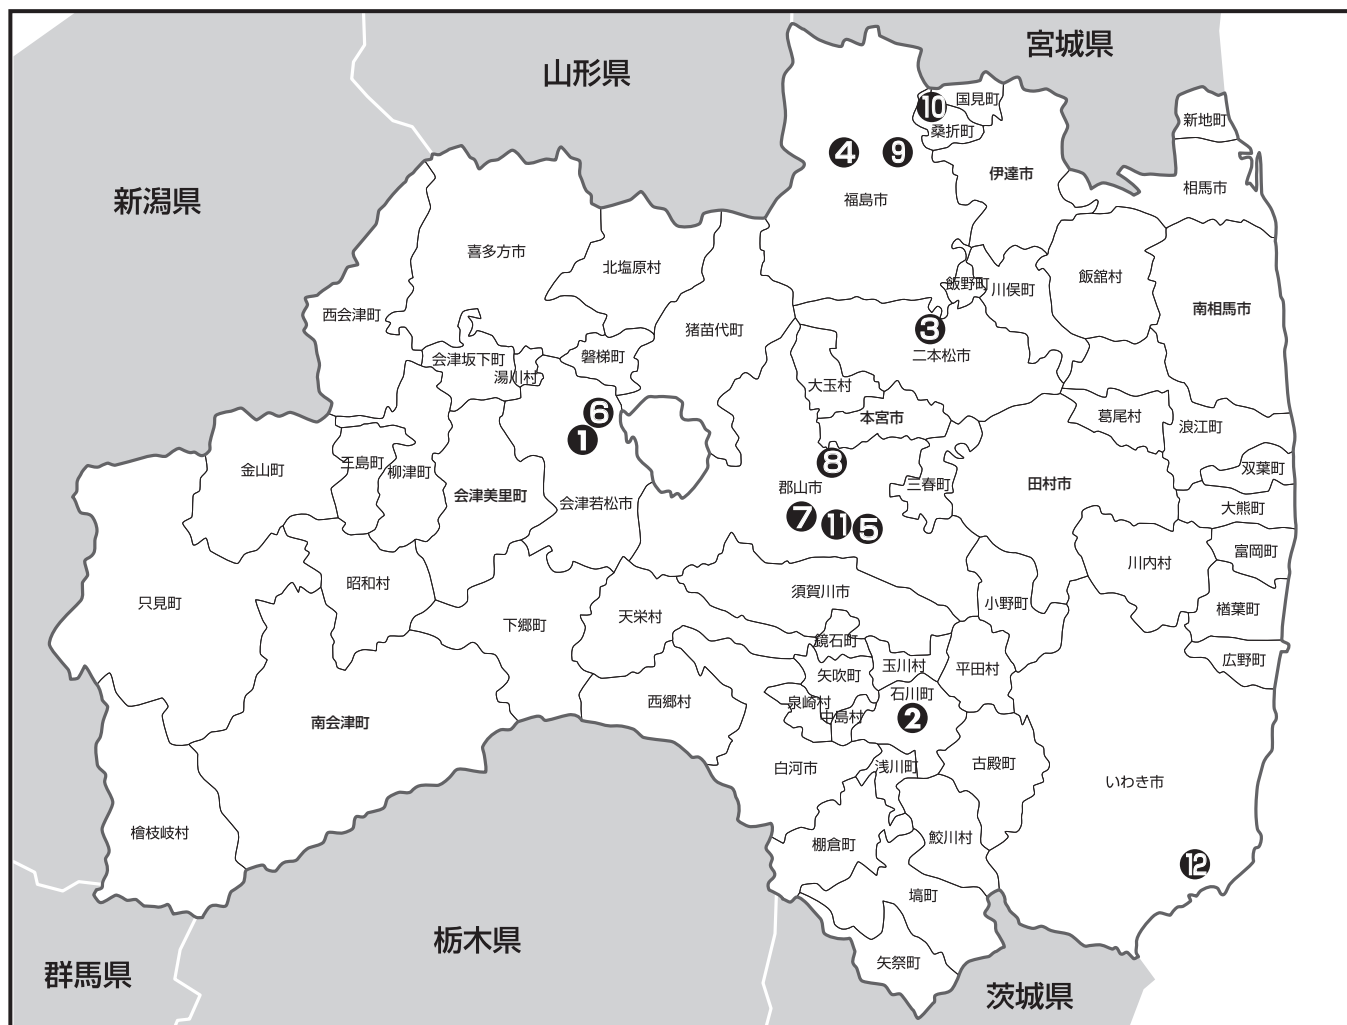 宮城県
山形県
新潟県
国見町
⓾
桑折町
新地町
❹
❾
伊達市
相馬市
福島市
喜多方市
北塩原村
飯野町
川俣町
飯舘村
南相馬市
西会津町
猪苗代町
❸
二本松市
会津坂下町
湯川村
磐梯町
大玉村
本宮市
葛尾村
浪江町
❻
❶
金山町
三島町
柳津町
会津美里町
会津若松市
❽
郡山市
三春町
田村市
双葉町
大熊町
❼
⓫
❺
富岡町
川内村
只見町
昭和村
下郷町
天栄村
須賀川市
小野町
楢葉町
鏡石町
玉川村
平田村
広野町
矢吹町
石川町
西郷村
泉崎村
中島村
❷
南会津町
白河市
浅川町
古殿町
いわき市
檜枝岐村
棚倉町
鮫川村
⓬
塙町
矢祭町
栃木県
群馬県
茨城県